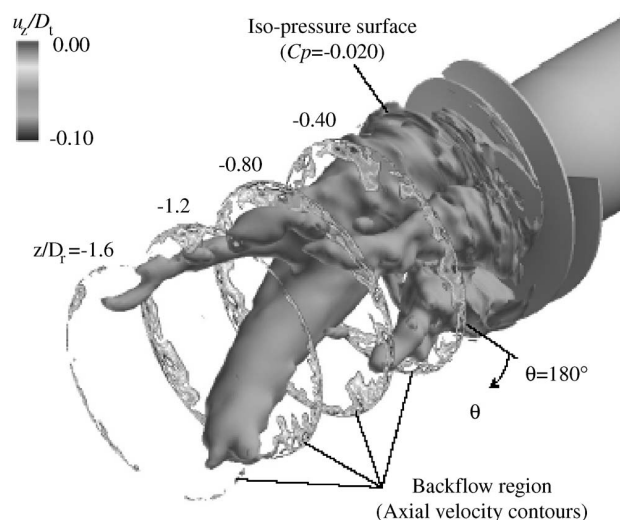 u_z/D_t
0.00
-0.10
Iso-pressure surface
(Cp=-0.020)
-0.40
-0.80
-1.2
z/D_r=-1.6
θ=180°
θ
Backflow region
(Axial velocity contours)